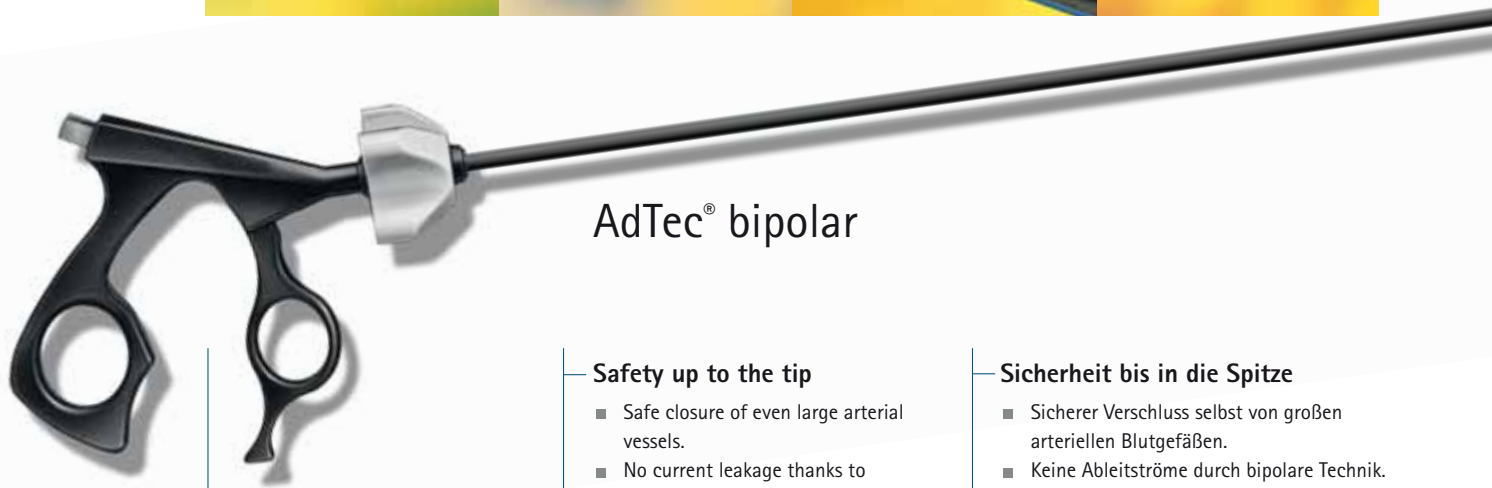 AdTec® bipolar
Safety up to the tip
■ Safe closure of even large arterial
vessels.
■ No current leakage thanks to
Sicherheit bis in die Spitze
■ Sicherer Verschluss selbst von großen
arteriellen Blutgefäßen.
■ Keine Ableitströme durch bipolare Technik.